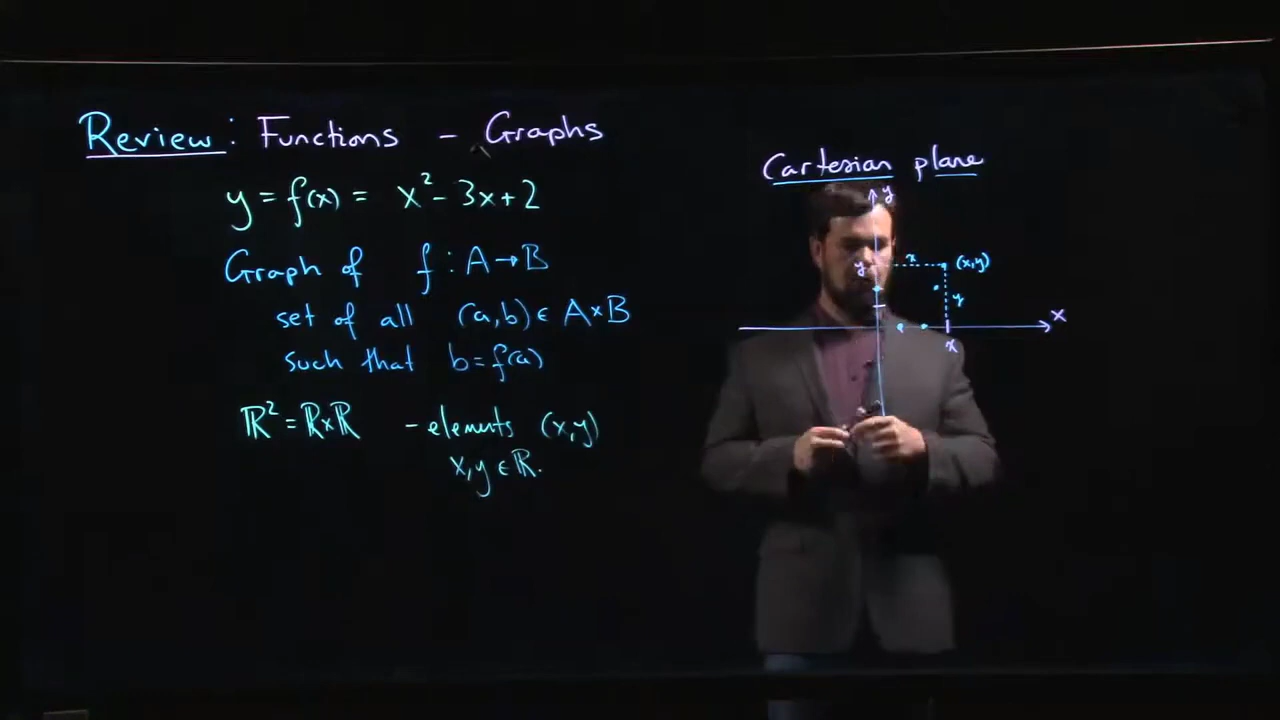 Review: Functions - Graphs
y = f(x) = x² - 3x + 2
Graph of f : A → B
set of all (a,b) ∈ A×B
such that b = f(a)
ℝ² = ℝ×ℝ - elements (x,y)
x,y ∈ ℝ.
Cartesian plane
y
y x (x,y)
y
x
x